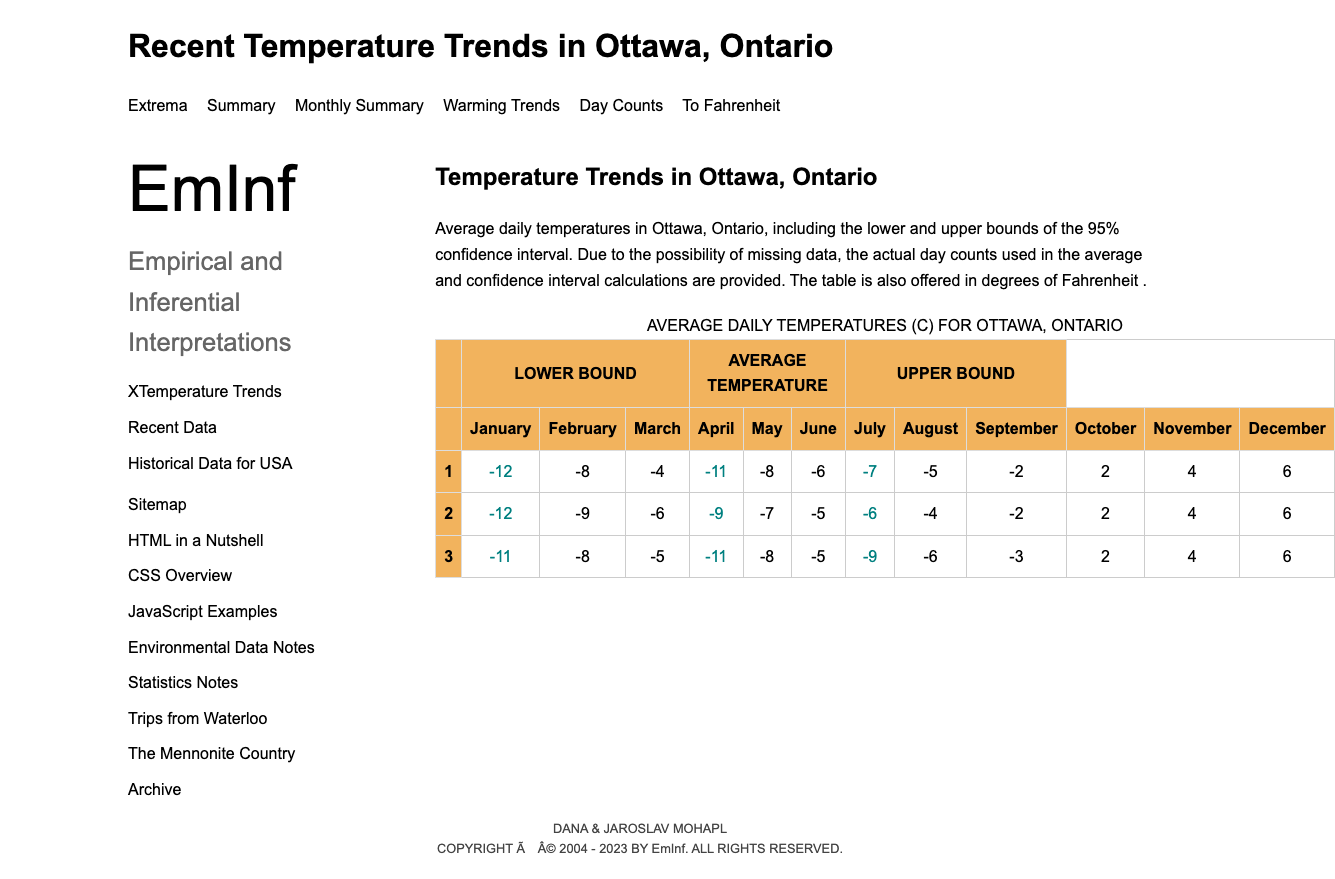 Recent Temperature Trends in Ottawa, Ontario
Extrema Summary Monthly Summary Warming Trends Day Counts To Fahrenheit
EmInf
Empirical and
Inferential
Interpretations
XTemperature Trends
Recent Data
Historical Data for USA
Sitemap
HTML in a Nutshell
CSS Overview
JavaScript Examples
Environmental Data Notes
Statistics Notes
Trips from Waterloo
The Mennonite Country
Archive
Temperature Trends in Ottawa, Ontario
Average daily temperatures in Ottawa, Ontario, including the lower and upper bounds of the 95%
confidence interval. Due to the possibility of missing data, the actual day counts used in the average
and confidence interval calculations are provided. The table is also offered in degrees of Fahrenheit .
AVERAGE DAILY TEMPERATURES (C) FOR OTTAWA, ONTARIO
LOWER BOUND AVERAGE TEMPERATURE UPPER BOUND
January February March April May June July August September October November December
1 -12 -8 -4 -11 -8 -6 -7 -5 -2 2 4 6
2 -12 -9 -6 -9 -7 -5 -6 -4 -2 2 4 6
3 -11 -8 -5 -11 -8 -5 -9 -6 -3 2 4 6
DANA & JAROSLAV MOHAPL
COPYRIGHT Ã Â© 2004 - 2023 BY EmInf. ALL RIGHTS RESERVED.